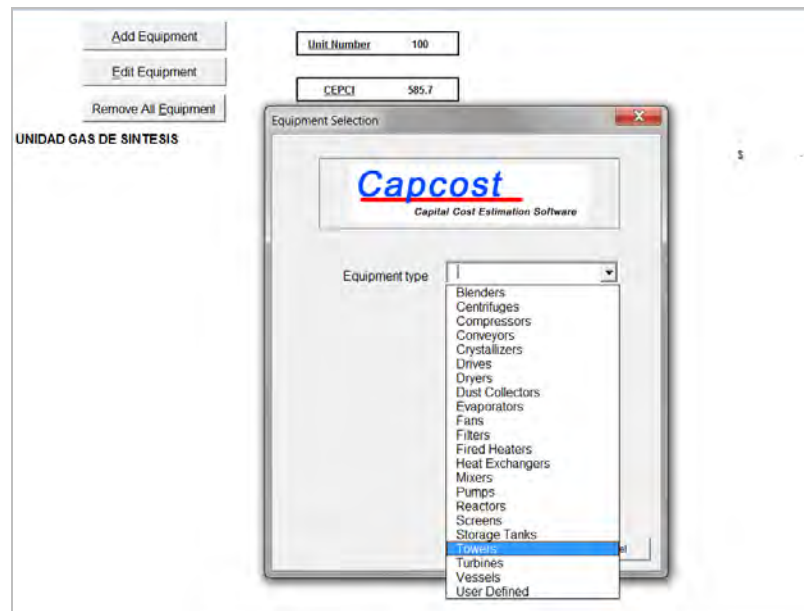 Add Equipment
Unit Number 100
Edit Equipment
CEPCI 585.7
Remove All Equipment
Equipment Selection
UNIDAD GAS DE SINTESIS
$ -
Capcost
Capital Cost Estimation Software
Equipment type
Blenders
Centrifuges
Compressors
Conveyors
Crystallizers
Drives
Dryers
Dust Collectors
Evaporators
Fans
Filters
Fired Heaters
Heat Exchangers
Mixers
Pumps
Reactors
Screens
Storage Tanks
Towers
Turbines
Vessels
User Defined